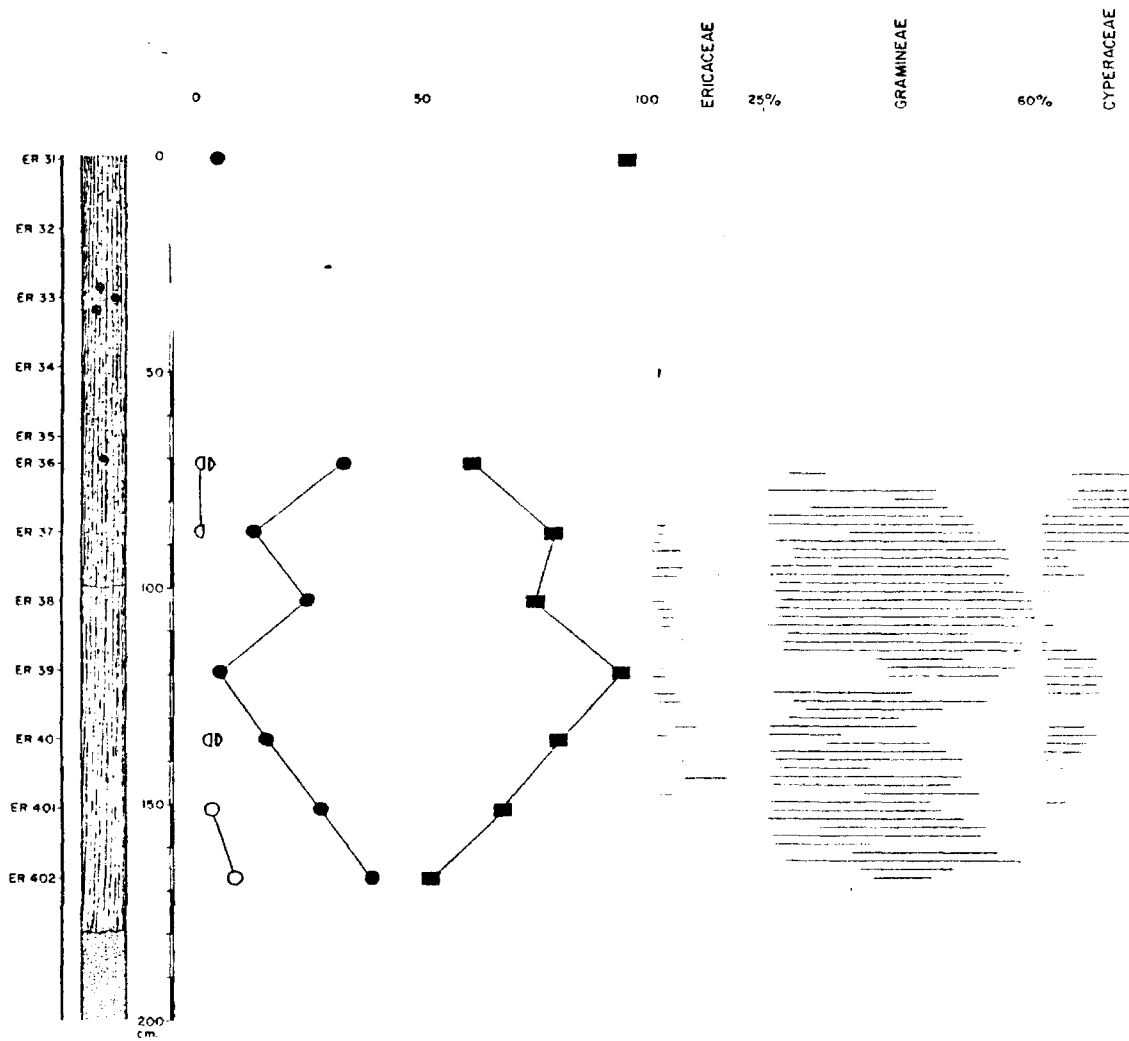 ERICACEAE
GRAMINEAE
CYPERACEAE
0 50 100 25% 60%
ER 31 0
ER 32
ER 33
ER 34 50
ER 35
ER 36
ER 37
ER 38 100
ER 39
ER 40
ER 401 150
ER 402
200
cm.